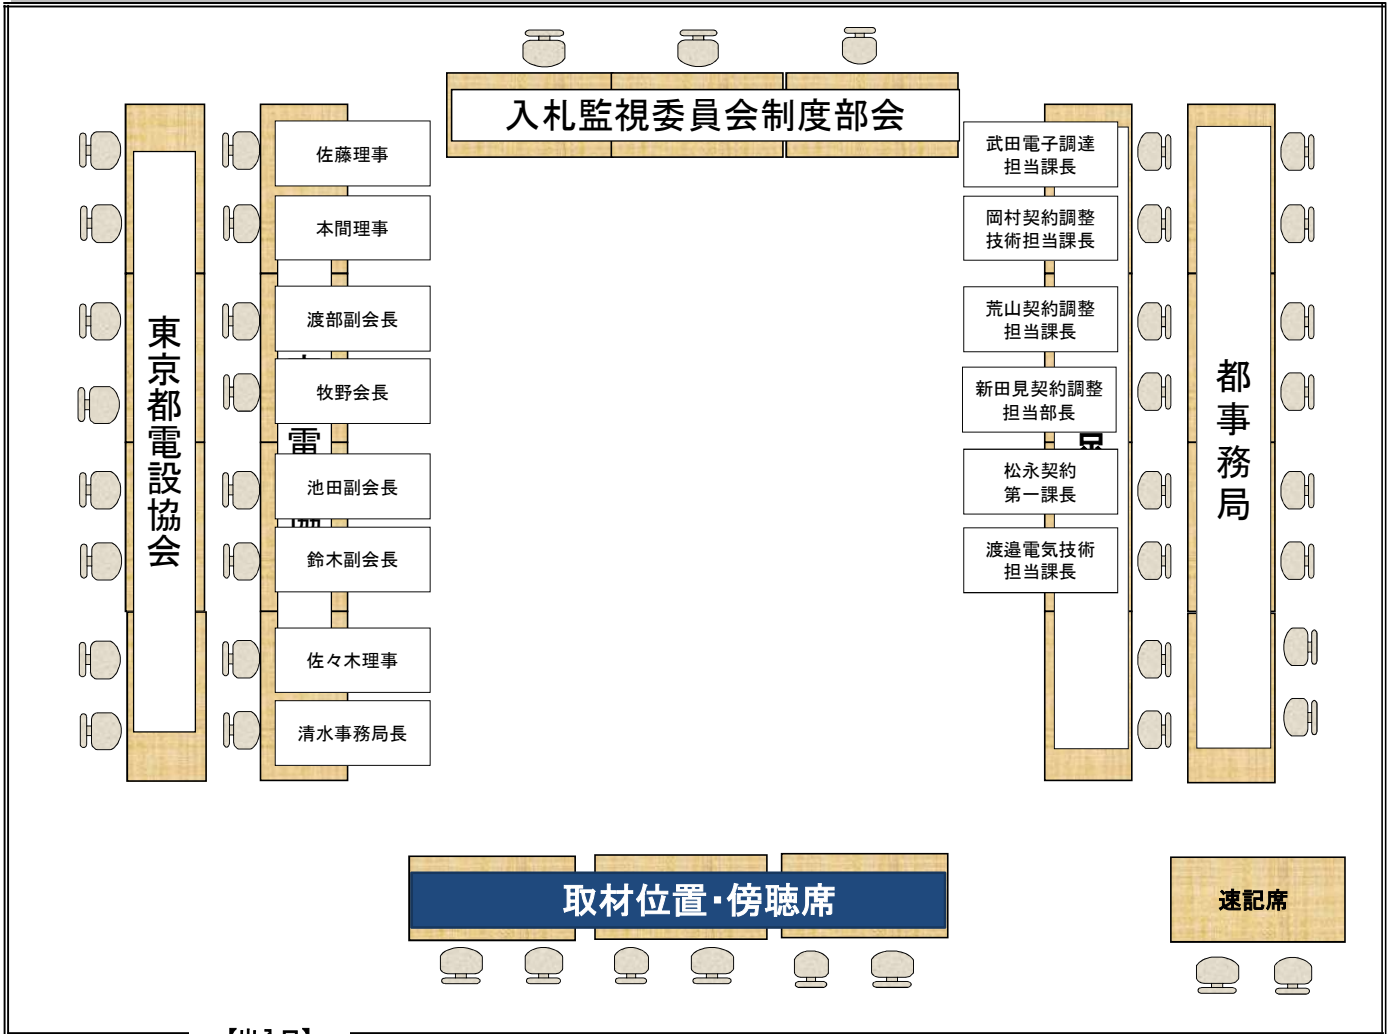 入札監視委員会制度部会
東京都電設協会
佐藤理事
本間理事
渡部副会長
牧野会長
電
池田副会長
協
鈴木副会長
佐々木理事
清水事務局長
武田電子調達
担当課長
岡村契約調整
技術担当課長
荒山契約調整
担当課長
新田見契約調整
担当部長
松永契約
第一課長
渡邉電気技術
担当課長
都事務局
取材位置・傍聴席
速記席
【出入口】